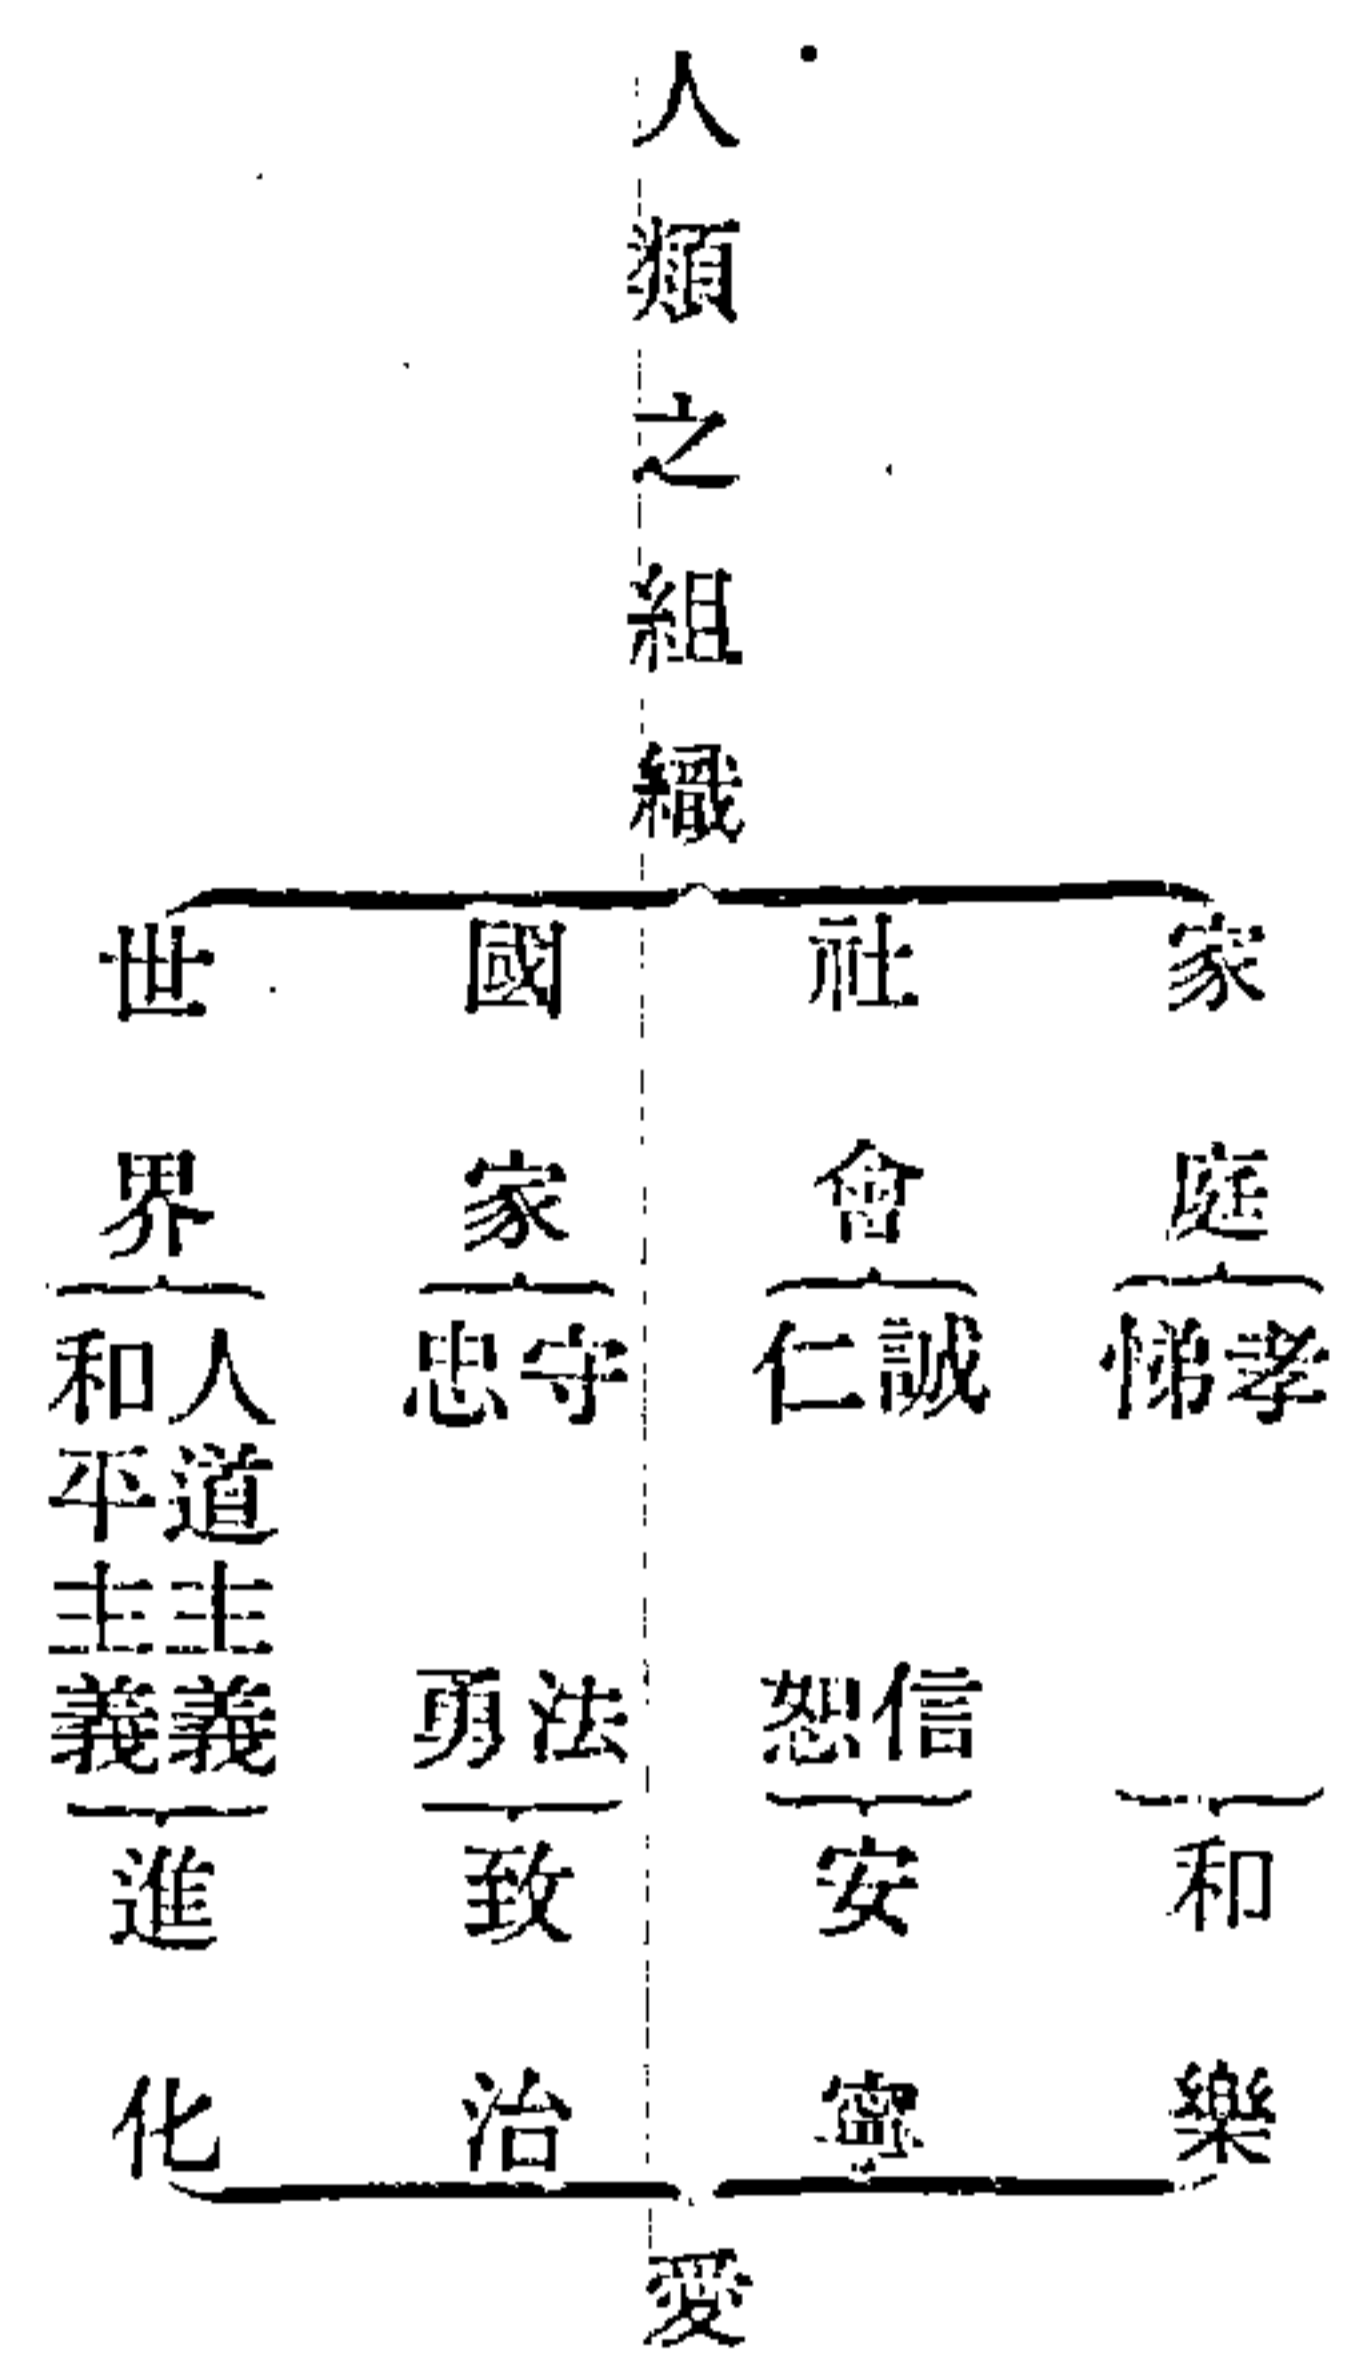 人類之組織
家庭
孝
悌
和樂
社會
誠信
仁恕
安寧
國家
守法
忠勇
致治
世界
人道主義
和平主義
進化
愛